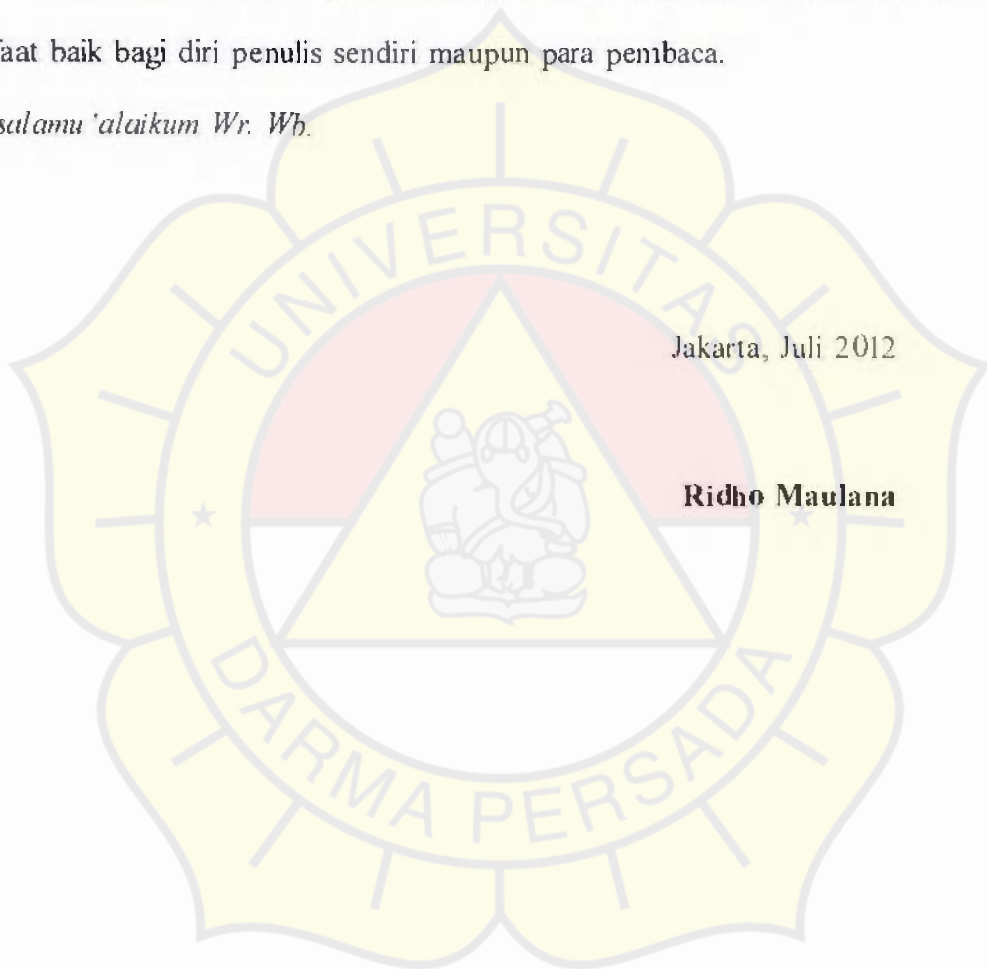 faat baik bagi diri penulis sendiri maupun para pembaca.
salamu 'alaikum Wr. Wb.
UNIVERSITAS
Jakarta, Juli 2012
Ridho Maulana
DARMA PERSADA